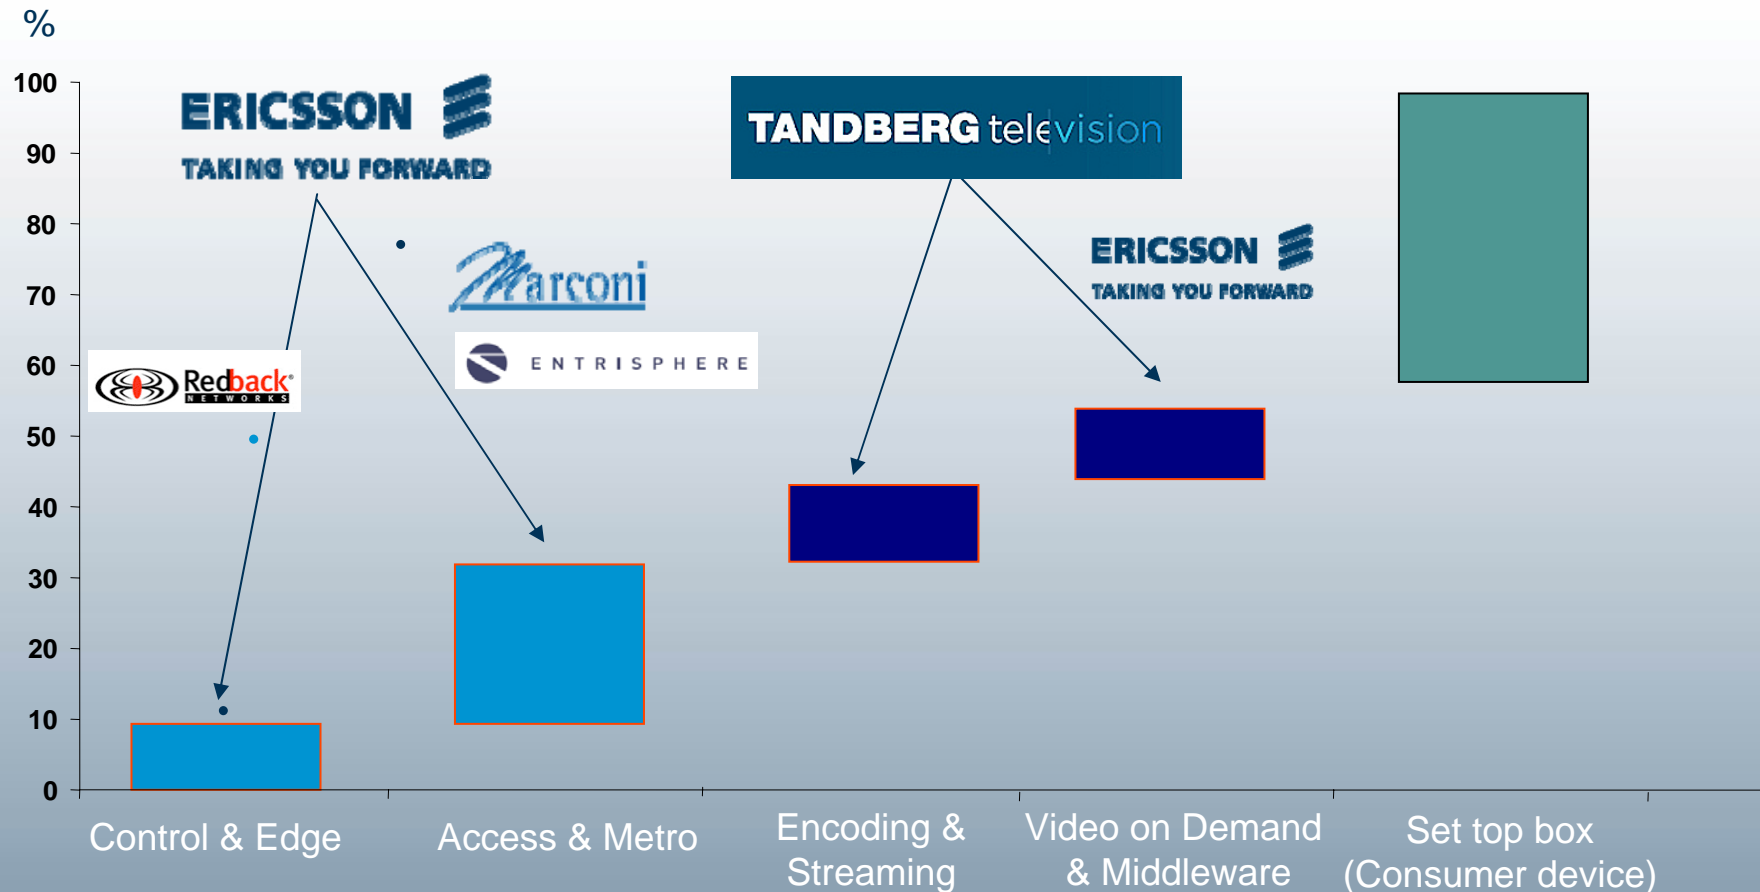 %
100
90
80
70
60
50
40
30
20
10
0
ERICSSON
TAKING YOU FORWARD
TANDBERG television
Marconi
ENTRISPHERE
Redback®
NETWORKS
ERICSSON
TAKING YOU FORWARD
Control & Edge
Access & Metro
Encoding &
Streaming
Video on Demand
& Middleware
Set top box
(Consumer device)